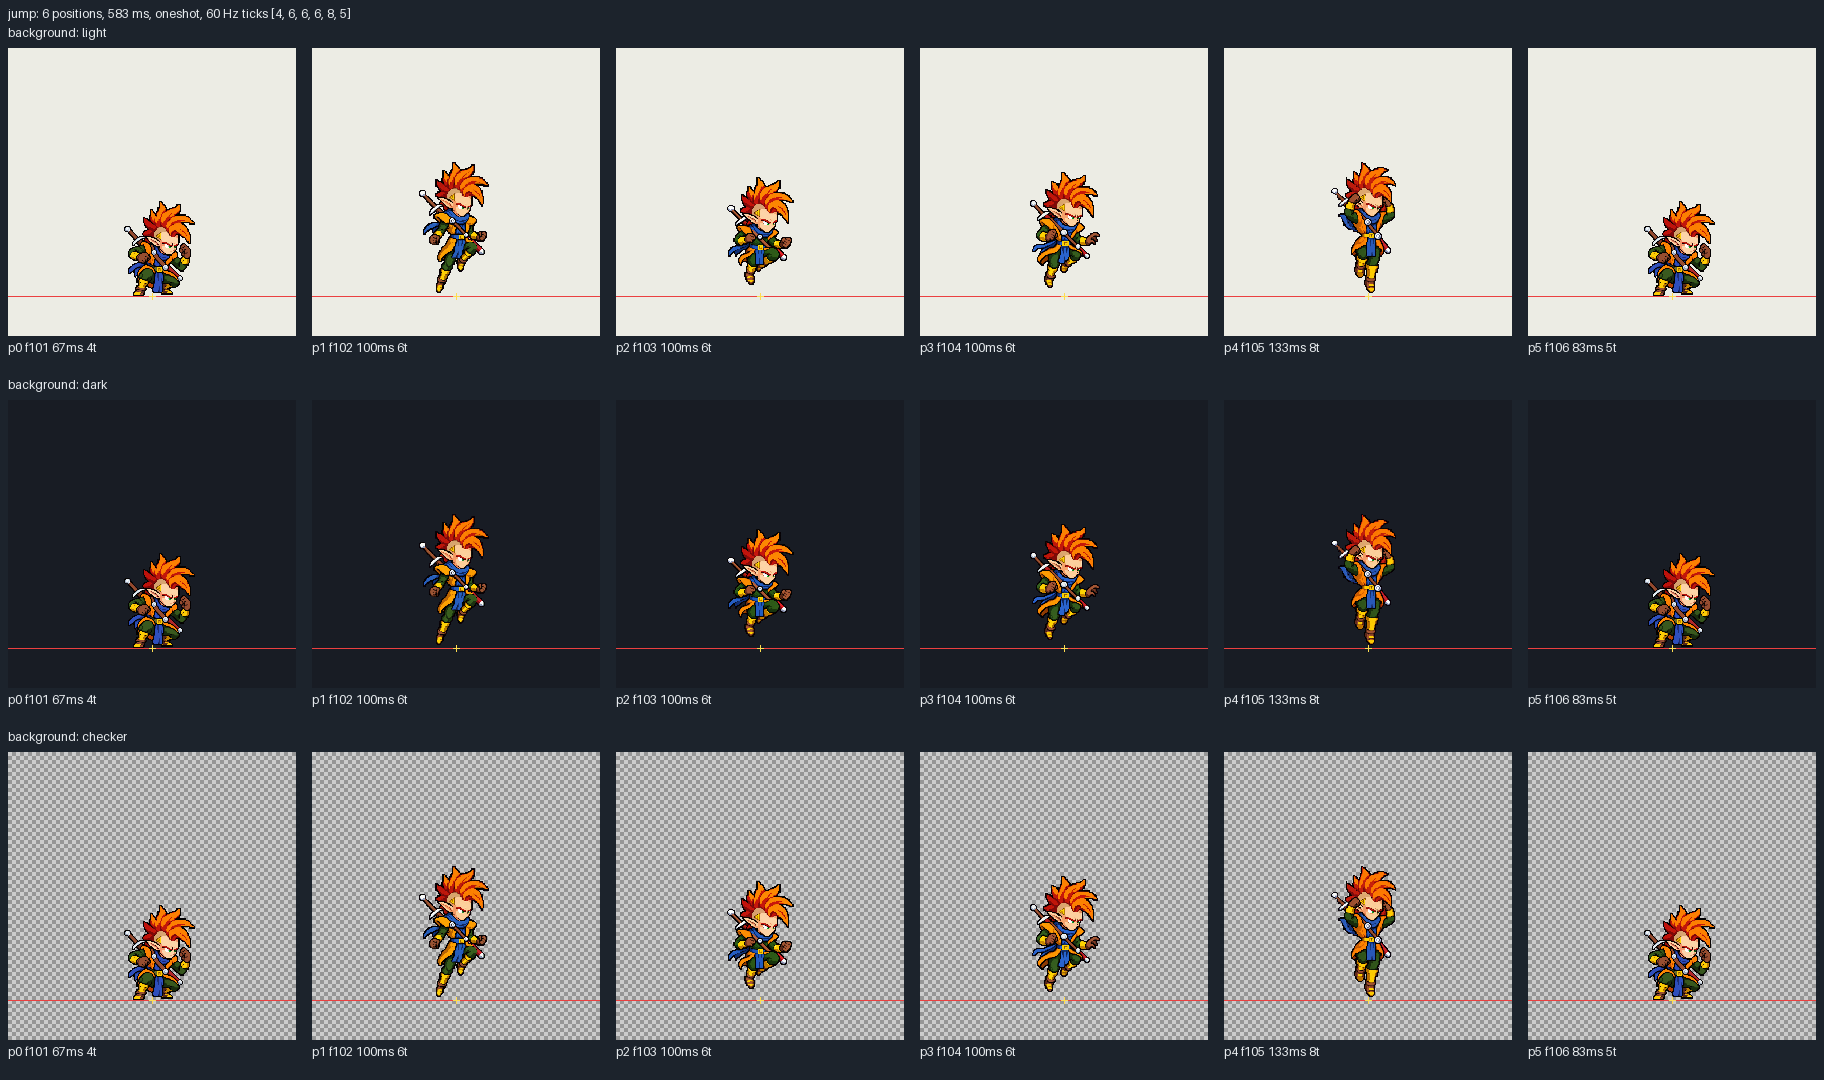 jump: 6 positions, 583 ms, oneshot, 60 Hz ticks [4, 6, 6, 6, 8, 5]
background: light
p0 f101 67ms 4t
p1 f102 100ms 6t
p2 f103 100ms 6t
p3 f104 100ms 6t
p4 f105 133ms 8t
p5 f106 83ms 5t
background: dark
p0 f101 67ms 4t
p1 f102 100ms 6t
p2 f103 100ms 6t
p3 f104 100ms 6t
p4 f105 133ms 8t
p5 f106 83ms 5t
background: checker
p0 f101 67ms 4t
p1 f102 100ms 6t
p2 f103 100ms 6t
p3 f104 100ms 6t
p4 f105 133ms 8t
p5 f106 83ms 5t